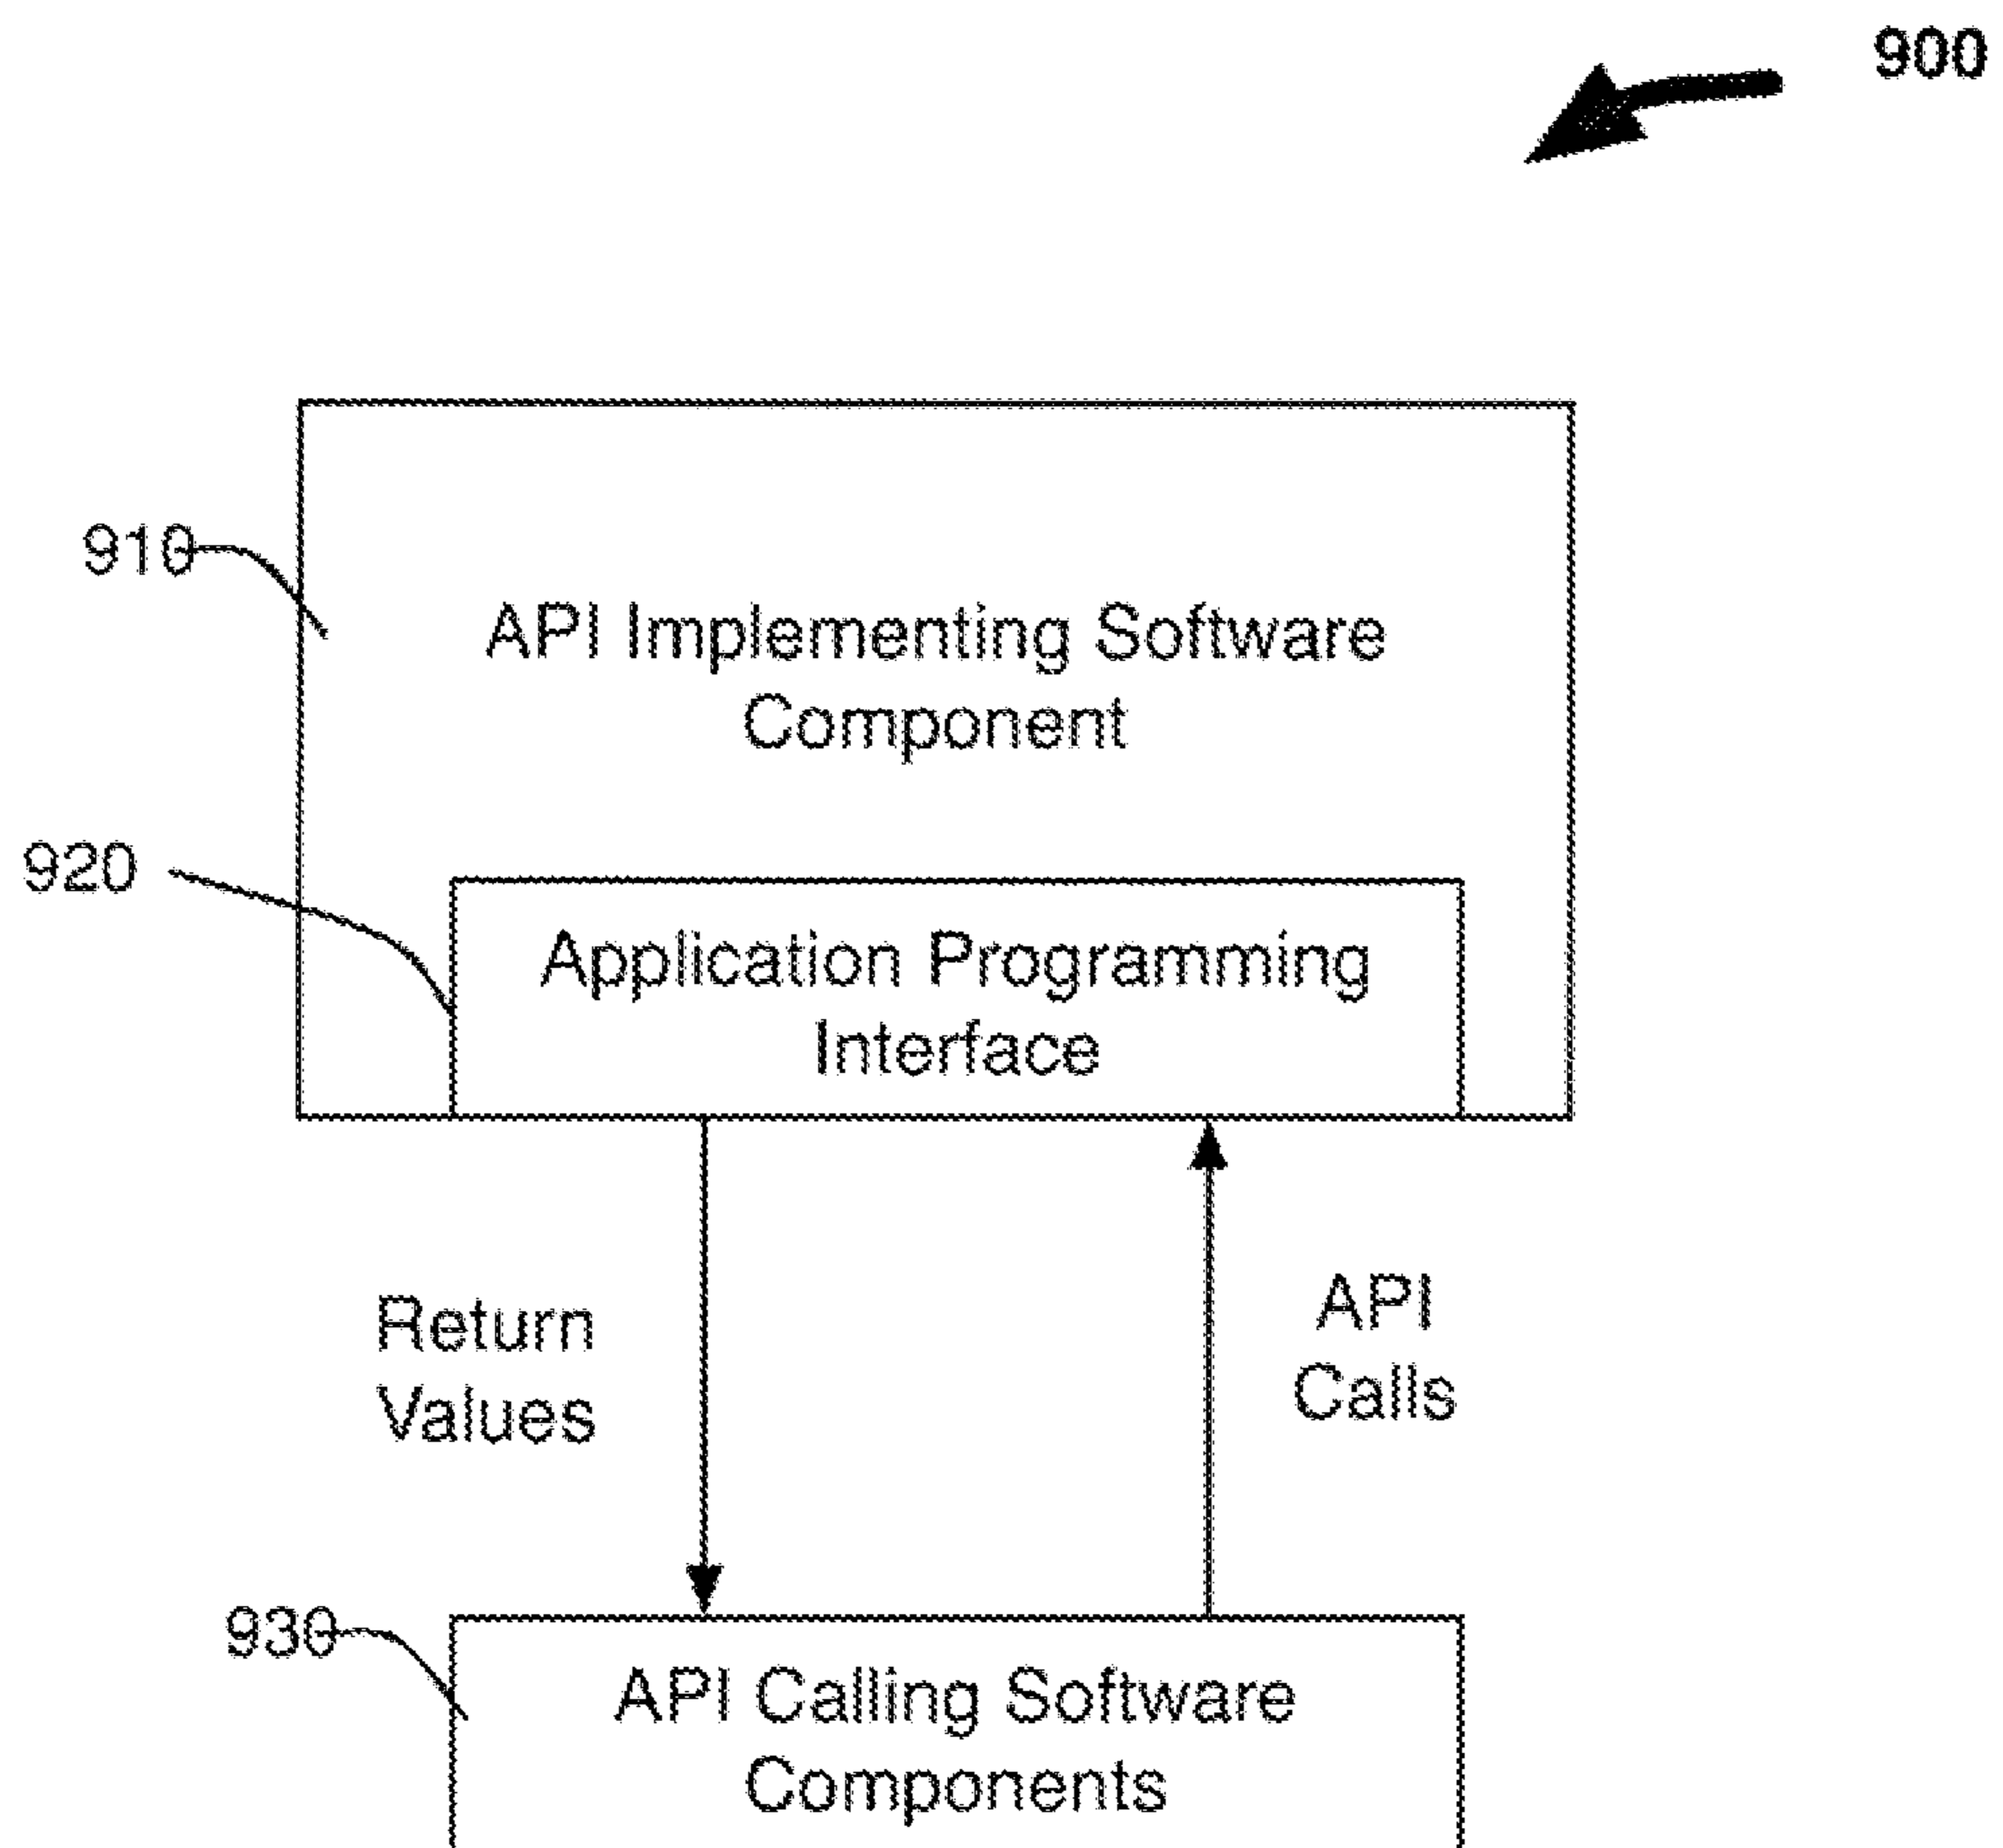 900
910
API Implementing Software
Component
920
Application Programming
Interface
Return
Values
API
Calls
930
API Calling Software
Components